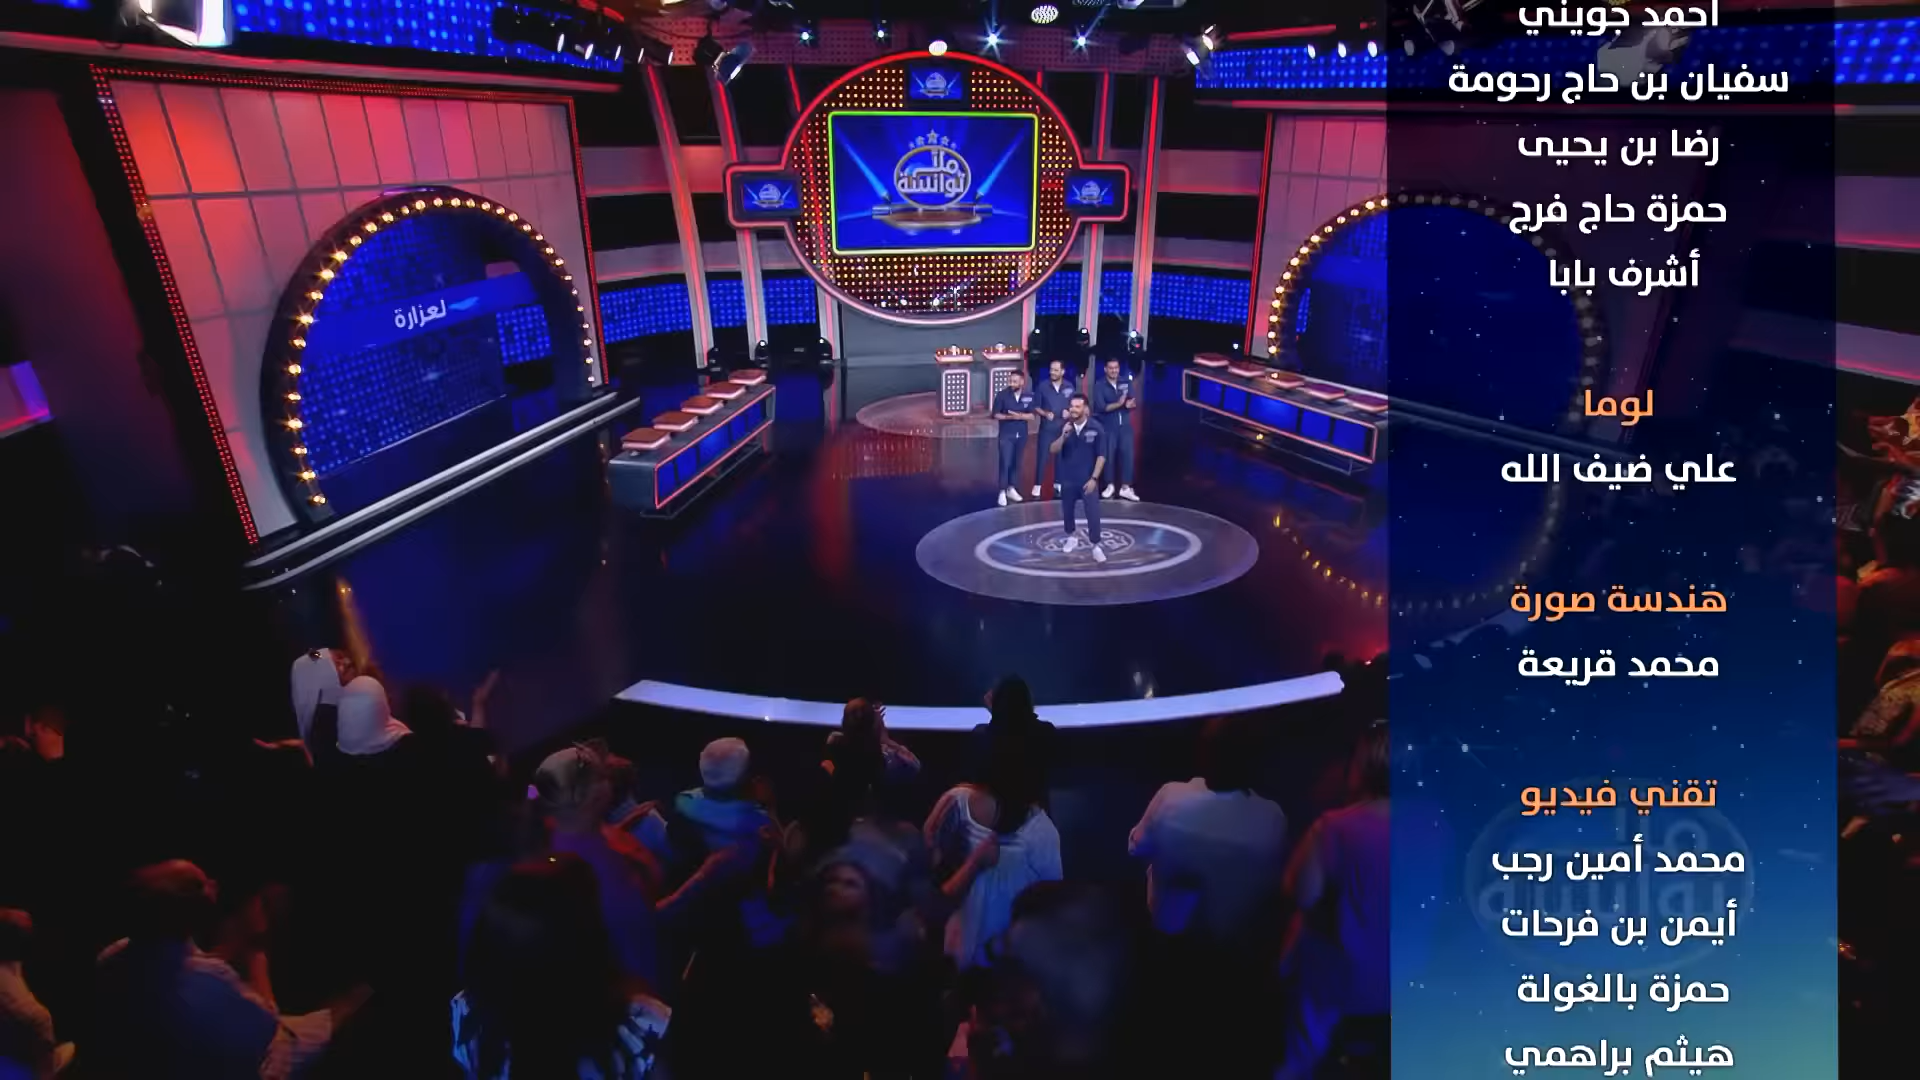 أحمد جويني
سفيان بن حاج رحومة
رضا بن يحيى
حمزة حاج فرج
أشرف بابا
لوما
علي ضيف الله
هندسة صورة
محمد قريعة
تقني فيديو
محمد أمين رجب
أيمن بن فرحات
حمزة بالغولة
هيثم براهمي
توانسة
لعزارة